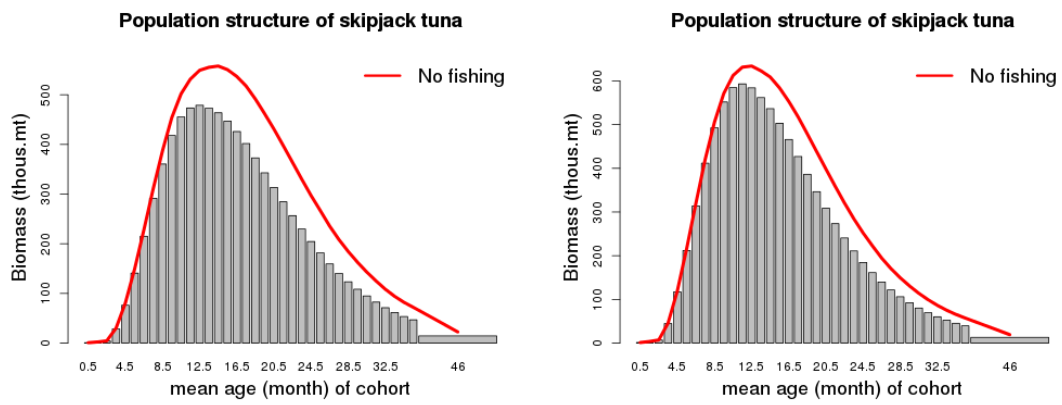 Population structure of skipjack tuna
No fishing
Biomass (thous.mt)
500
400
300
200
100
0
0.5 4.5 8.5 12.5 16.5 20.5 24.5 28.5 32.5 46
mean age (month) of cohort
Population structure of skipjack tuna
No fishing
Biomass (thous.mt)
600
500
400
300
200
100
0
0.5 4.5 8.5 12.5 16.5 20.5 24.5 28.5 32.5 46
mean age (month) of cohort